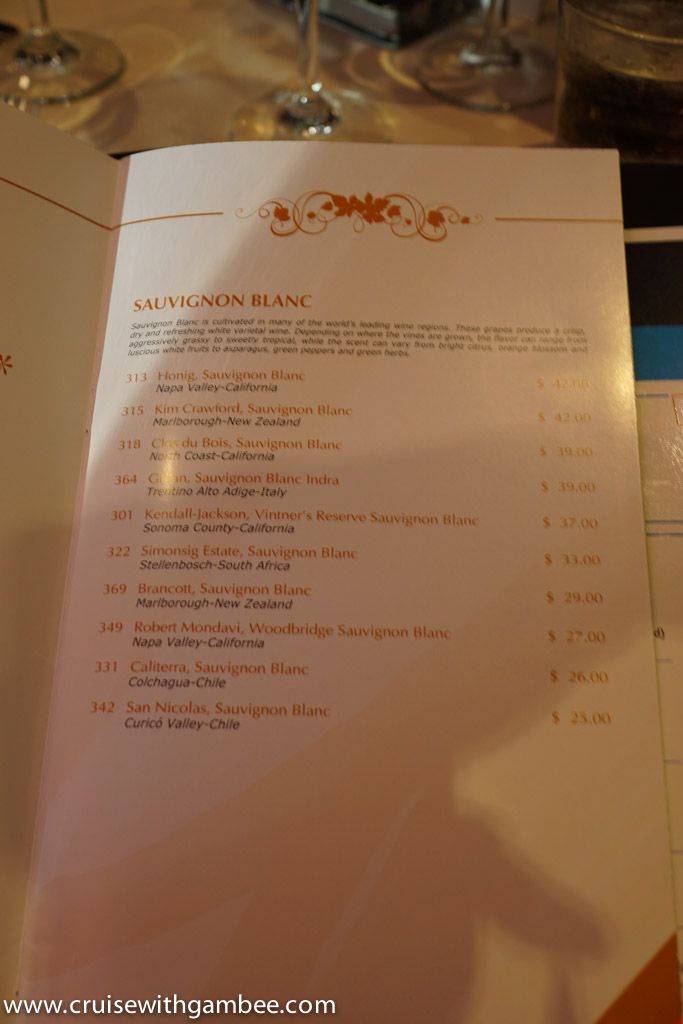 SAUVIGNON BLANC
Sauvignon Blanc is cultivated in many of the world's leading wine regions. These grapes produce a crisp,
dry and refreshing white varietal wine. Depending on where the vines are grown, the flavor can range from
aggressively grassy to sweetly tropical, while the scent can vary from bright citrus, orange blossom and
luscious white fruits to asparagus, green peppers and green herbs.
313 Honig, Sauvignon Blanc $ 42.00
Napa Valley-California
315 Kim Crawford, Sauvignon Blanc $ 42.00
Marlborough-New Zealand
318 Clos du Bois, Sauvignon Blanc $ 39.00
North Coast-California
364 Sauvignon Blanc Indra $ 39.00
Trentino Alto Adige-Italy
301 Kendall-Jackson, Vintner's Reserve Sauvignon Blanc $ 37.00
Sonoma County-California
322 Simonsig Estate, Sauvignon Blanc $ 33.00
Stellenbosch-South Africa
369 Brancott, Sauvignon Blanc $ 29.00
Marlborough-New Zealand
349 Robert Mondavi, Woodbridge Sauvignon Blanc $ 27.00
Napa Valley-California
331 Caliterra, Sauvignon Blanc $ 26.00
Colchagua-Chile
342 San Nicolas, Sauvignon Blanc $ 25.00
Curicó Valley-Chile
www.cruisewithgambee.com